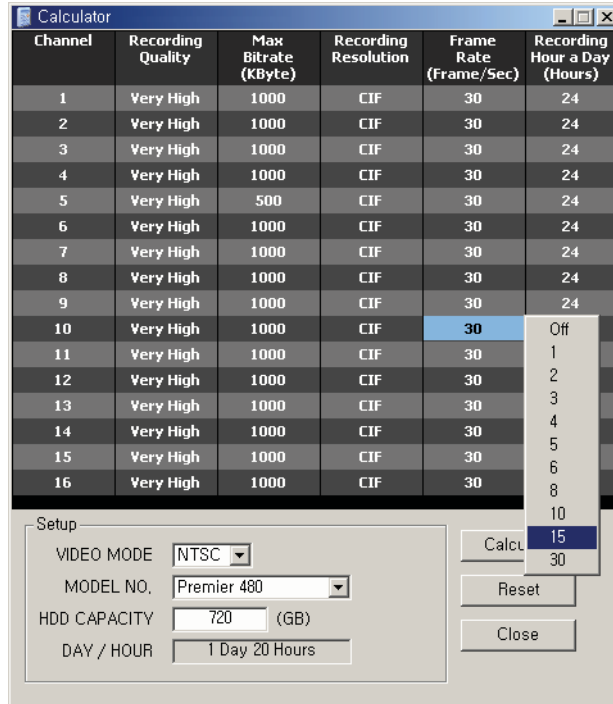 Calculator
Channel Recording Quality Max Bitrate (KByte) Recording Resolution Frame Rate (Frame/Sec) Recording Hour a Day (Hours)
1 Very High 1000 CIF 30 24
2 Very High 1000 CIF 30 24
3 Very High 1000 CIF 30 24
4 Very High 1000 CIF 30 24
5 Very High 500 CIF 30 24
6 Very High 1000 CIF 30 24
7 Very High 1000 CIF 30 24
8 Very High 1000 CIF 30 24
9 Very High 1000 CIF 30 24
10 Very High 1000 CIF 30
11 Very High 1000 CIF 30
12 Very High 1000 CIF 30
13 Very High 1000 CIF 30
14 Very High 1000 CIF 30
15 Very High 1000 CIF 30
16 Very High 1000 CIF 30
Off
1
2
3
4
5
6
8
10
15
30
Setup
VIDEO MODE NTSC
MODEL NO. Premier 480
HDD CAPACITY 720 (GB)
DAY / HOUR 1 Day 20 Hours
Calcu
Reset
Close